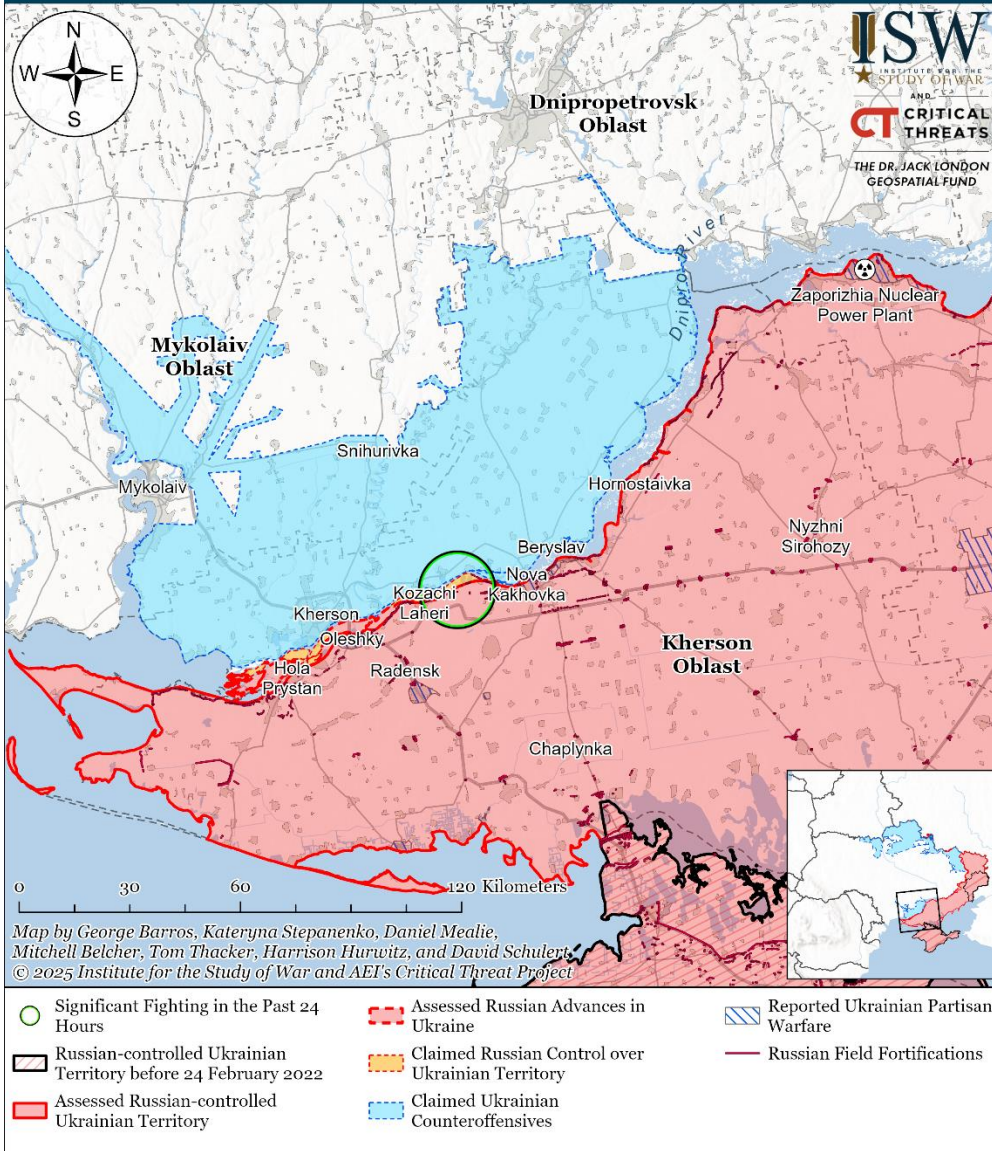 N
W E
S
ISW
INSTITUTE FOR THE
STUDY OF WAR
AND
CT CRITICAL
THREATS
THE DR. JACK LONDON
GEOSPATIAL FUND
Dnipropetrovsk
Oblast
Dnipro River
Zaporizhia Nuclear
Power Plant
Mykolaiv
Oblast
Snihurivka
Mykolaiv
Hornostaivka
Nyzhni
Sirohozy
Beryslav
Nova
Kakhovka
Kozachi
Laheri
Kherson
Oleshky
Hola
Prystan
Radensk
Kherson
Oblast
Chaplynka
0 30 60 120 Kilometers
Map by George Barros, Kateryna Stepanenko, Daniel Mealie,
Mitchell Belcher, Tom Thacker, Harrison Hurwitz, and David Schulert
© 2025 Institute for the Study of War and AEI's Critical Threat Project
Significant Fighting in the Past 24
Hours
Russian-controlled Ukrainian
Territory before 24 February 2022
Assessed Russian-controlled
Ukrainian Territory
Assessed Russian Advances in
Ukraine
Claimed Russian Control over
Ukrainian Territory
Claimed Ukrainian
Counteroffensives
Reported Ukrainian Partisan
Warfare
Russian Field Fortifications